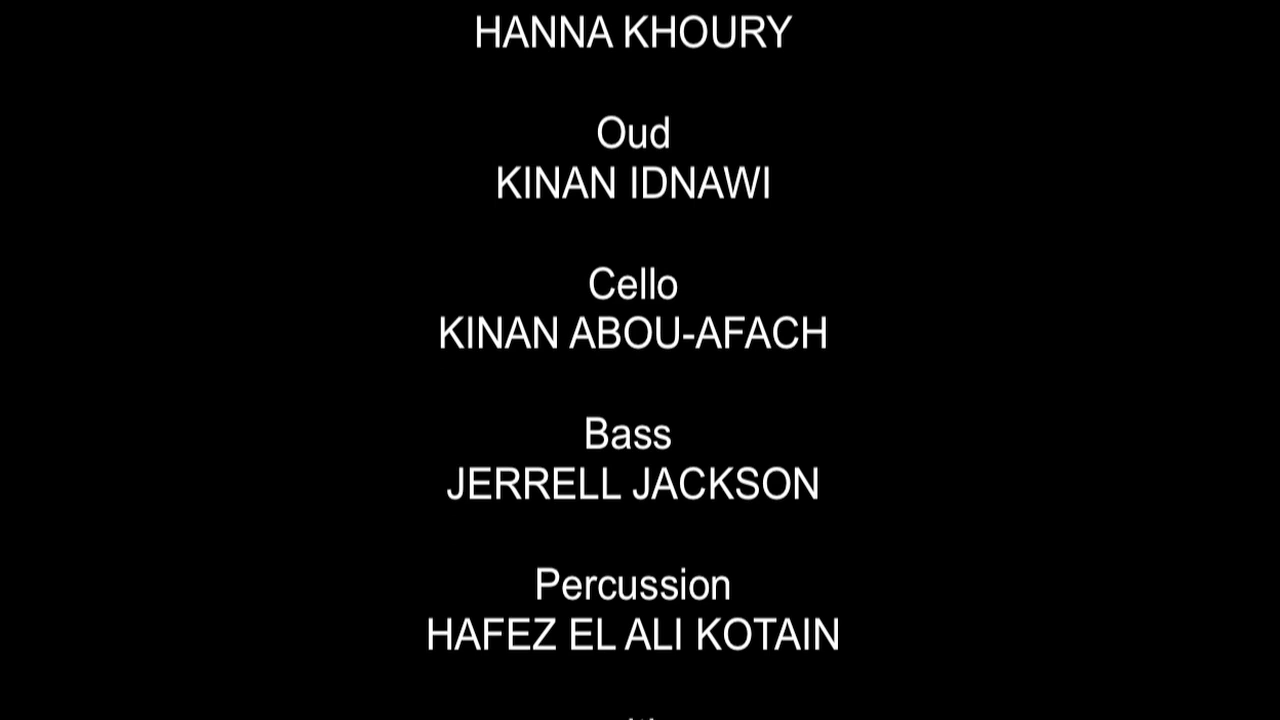 HANNA KHOURY
Oud
KINAN IDNAWI
Cello
KINAN ABOU-AFACH
Bass
JERRELL JACKSON
Percussion
HAFEZ EL ALI KOTAIN